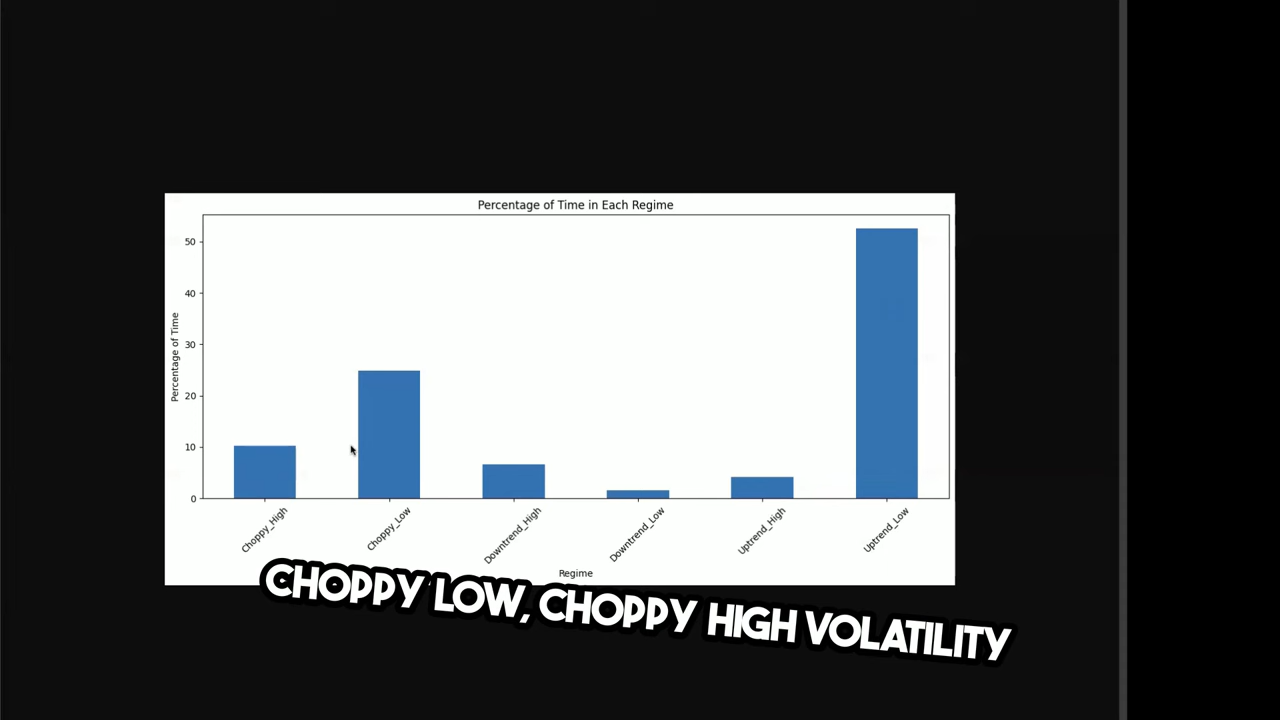 Percentage of Time in Each Regime
Percentage of Time
50
40
30
20
10
0
Choppy_High
Choppy_Low
Downtrend_High
Downtrend_Low
Uptrend_High
Uptrend_Low
Regime
CHOPPY LOW, CHOPPY HIGH VOLATILITY